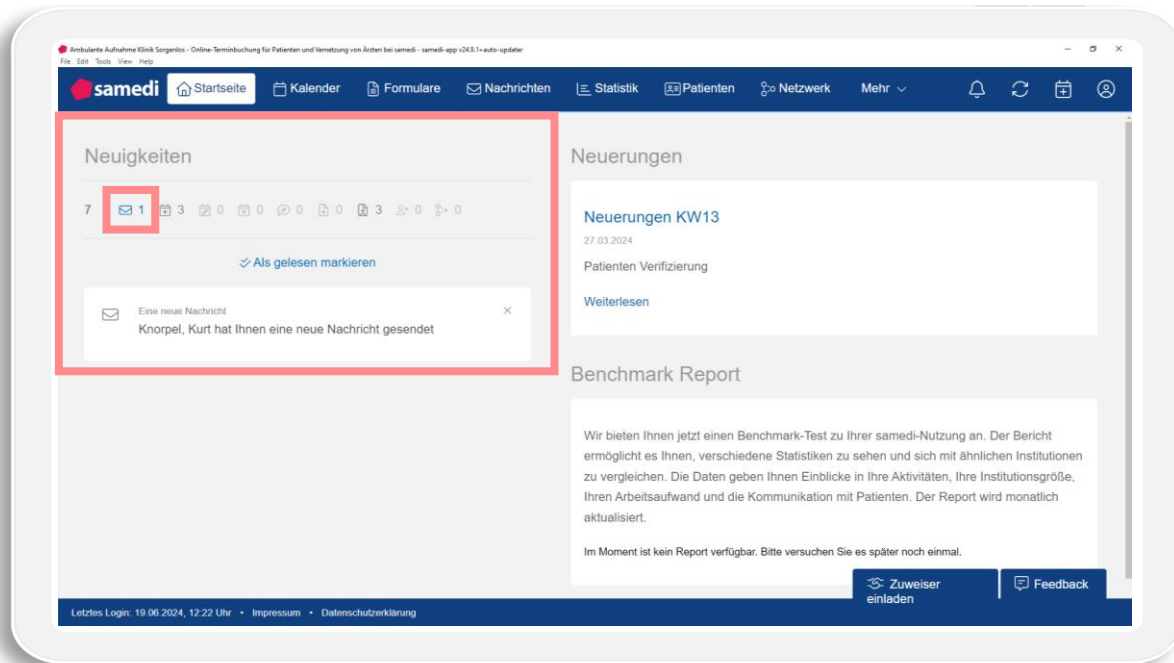 Ambulante Aufnahme Klinik Sorgenlos - Online-Terminbuchung für Patienten und Vernetzung von Ärzten bei samedi - samedi-app v24.9.1+auto-updater
File Edit Tools View Help
samedi Startseite Kalender Formulare Nachrichten Statistik Patienten Netzwerk Mehr
Neuigkeiten
7 1 3 0 0 0 0 3 0 0
Als gelesen markieren
Eine neue Nachricht
Knorpel, Kurt hat Ihnen eine neue Nachricht gesendet
Neuerungen
Neuerungen KW13
27.03.2024
Patienten Verifizierung
Weiterlesen
Benchmark Report
Wir bieten Ihnen jetzt einen Benchmark-Test zu Ihrer samedi-Nutzung an. Der Bericht
ermöglicht es Ihnen, verschiedene Statistiken zu sehen und sich mit ähnlichen Institutionen
zu vergleichen. Die Daten geben Ihnen Einblicke in Ihre Aktivitäten, Ihre Institutionsgröße,
Ihren Arbeitsaufwand und die Kommunikation mit Patienten. Der Report wird monatlich
aktualisiert.
Im Moment ist kein Report verfügbar. Bitte versuchen Sie es später noch einmal.
Zuweiser
einladen
Feedback
Letztes Login: 19.06.2024, 12:22 Uhr • Impressum • Datenschutzerklärung